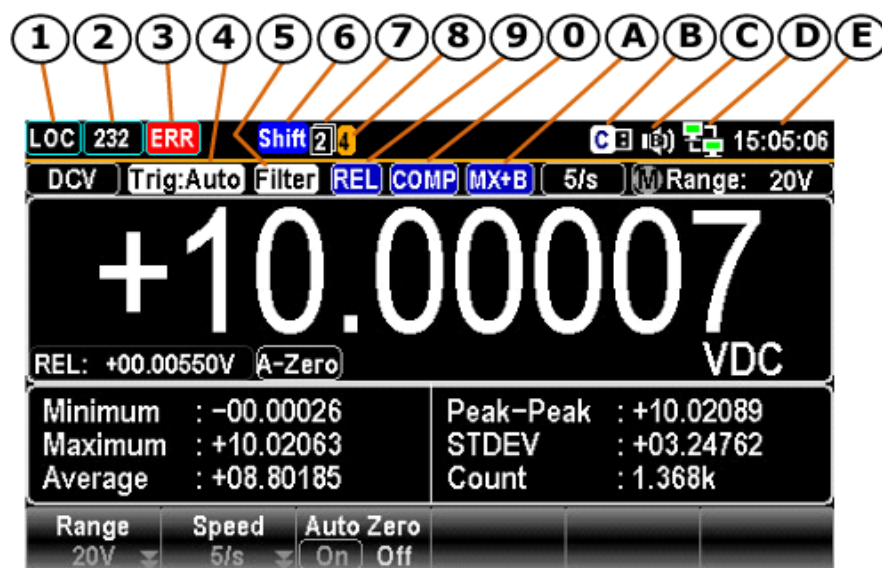 1 2 3 4 5 6 7 8 9 0 A B C D E
LOC 232 ERR Shift 2 4 C B 15:05:06
DCV Trig:Auto Filter REL COMP MX+B 5/s M Range: 20V
+10.00007
REL: +00.00550V A-Zero VDC
Minimum : -00.00026 Peak-Peak : +10.02089
Maximum : +10.02063 STDEV : +03.24762
Average : +08.80185 Count : 1.368k
Range Speed Auto Zero
20V 5/s On Off